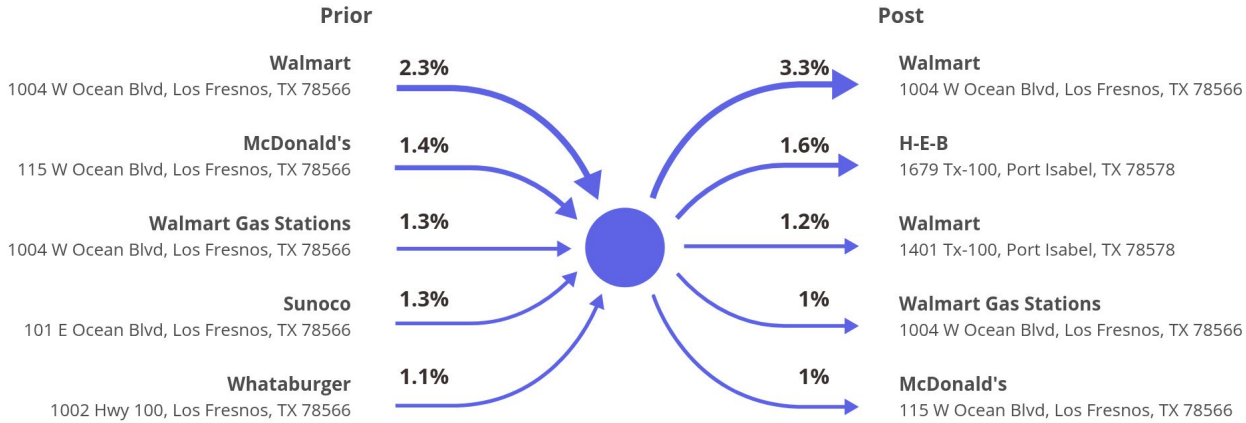 Prior
Post
Walmart
1004 W Ocean Blvd, Los Fresnos, TX 78566
2.3%
McDonald's
115 W Ocean Blvd, Los Fresnos, TX 78566
1.4%
Walmart Gas Stations
1004 W Ocean Blvd, Los Fresnos, TX 78566
1.3%
Sunoco
101 E Ocean Blvd, Los Fresnos, TX 78566
1.3%
Whataburger
1002 Hwy 100, Los Fresnos, TX 78566
1.1%
3.3%
Walmart
1004 W Ocean Blvd, Los Fresnos, TX 78566
1.6%
H-E-B
1679 Tx-100, Port Isabel, TX 78578
1.2%
Walmart
1401 Tx-100, Port Isabel, TX 78578
1%
Walmart Gas Stations
1004 W Ocean Blvd, Los Fresnos, TX 78566
1%
McDonald's
115 W Ocean Blvd, Los Fresnos, TX 78566